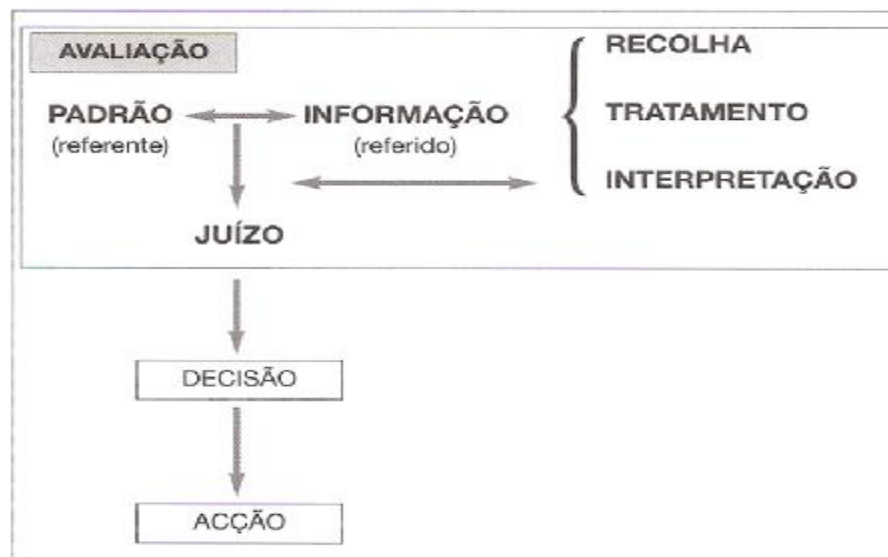 AVALIAÇÃO
RECOLHA
PADRÃO
INFORMAÇÃO
TRATAMENTO
(referente)
(referido)
INTERPRETAÇÃO
JUÍZO
DECISÃO
ACÇÃO